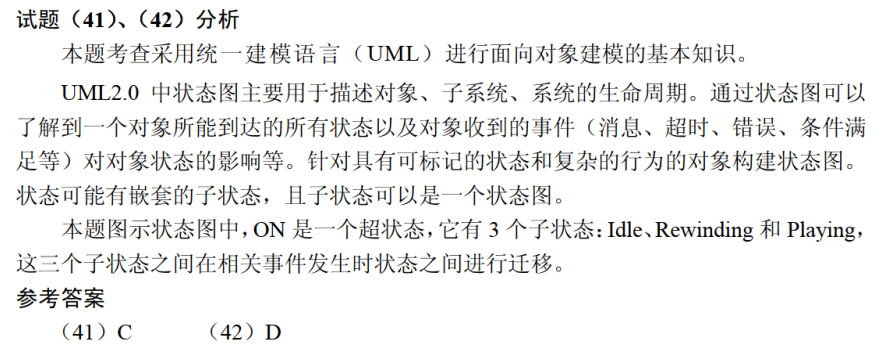 试题（41）、（42）分析
本题考查采用统一建模语言（UML）进行面向对象建模的基本知识。
UML2.0 中状态图主要用于描述对象、子系统、系统的生命周期。通过状态图可以
了解到一个对象所能到达的所有状态以及对象收到的事件（消息、超时、错误、条件满
足等）对对象状态的影响等。针对具有可标记的状态和复杂的行为的对象构建状态图。
状态可能有嵌套的子状态，且子状态可以是一个状态图。
本题图示状态图中，ON 是一个超状态，它有 3 个子状态：Idle、Rewinding 和 Playing，
这三个子状态之间在相关事件发生时状态之间进行迁移。
参考答案
（41）C （42）D